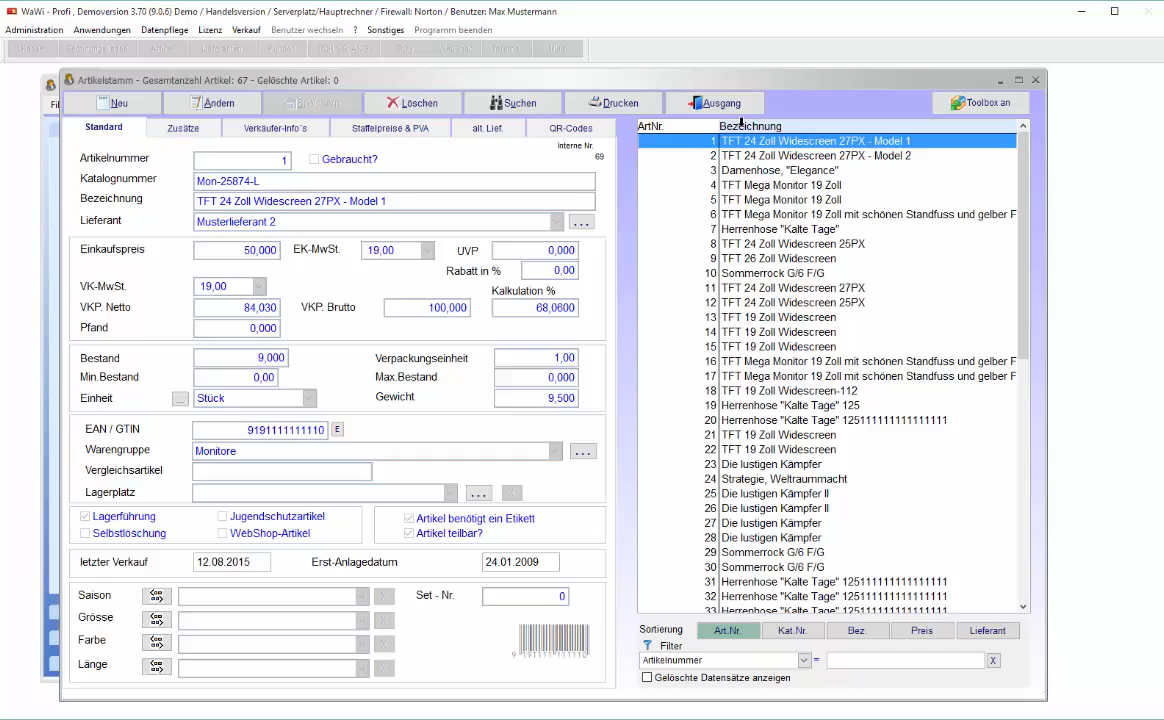 WaWi - Profi , Demoversion 3.70 (9.0.6) Demo / Handelsversion / Serverplatz/Hauptrechner / Firewall: Norton / Benutzer: Max Mustermann
Administration Anwendungen Datenpflege Lizenz Verkauf Benutzer wechseln ? Sonstiges Programm beenden
Artikelstamm - Gesamtanzahl Artikel: 67 - Gelöschte Artikel: 0
Neu Ändern Löschen Suchen Drucken Ausgang Toolbox an
Standard Zusätze Verkäufer-Info´s Staffelpreise & PVA alt. Lief. QR-Codes
Interne Nr.
69
Artikelnummer 1 Gebraucht?
Katalognummer Mon-25874-L
Bezeichnung TFT 24 Zoll Widescreen 27PX - Model 1
Lieferant Musterlieferant 2 ...
Einkaufspreis 50,000 EK-MwSt. 19,00 UVP 0,000
Rabatt in % 0,00
VK-MwSt. 19,00 Kalkulation %
VKP. Netto 84,030 VKP. Brutto 100,000 68,0600
Pfand 0,000
Bestand 9,000 Verpackungseinheit 1,00
Min.Bestand 0,00 Max.Bestand 0,000
Einheit ... Stück Gewicht 9,500
EAN / GTIN 9191111111110 E
Warengruppe Monitore ...
Vergleichsartikel
Lagerplatz ... X
Lagerführung Jugendschutzartikel Artikel benötigt ein Etikett
Selbstlöschung WebShop-Artikel Artikel teilbar?
letzter Verkauf 12.08.2015 Erst-Anlagedatum 24.01.2009
Saison X Set - Nr. 0
Grösse X
Farbe X
Länge X
9 191111 111110
ArtNr. Bezeichnung
1 TFT 24 Zoll Widescreen 27PX - Model 1
2 TFT 24 Zoll Widescreen 27PX - Model 2
3 Damenhose, "Elegance"
4 TFT Mega Monitor 19 Zoll
5 TFT Mega Monitor 19 Zoll
6 TFT Mega Monitor 19 Zoll mit schönen Standfuss und gelber F
7 Herrenhose "Kalte Tage"
8 TFT 24 Zoll Widescreen 25PX
9 TFT 26 Zoll Widescreen
10 Sommerrock G/6 F/G
11 TFT 24 Zoll Widescreen 27PX
12 TFT 24 Zoll Widescreen 25PX
13 TFT 19 Zoll Widescreen
14 TFT 19 Zoll Widescreen
15 TFT 19 Zoll Widescreen
16 TFT Mega Monitor 19 Zoll mit schönen Standfuss und gelber F
17 TFT Mega Monitor 19 Zoll mit schönen Standfuss und gelber F
18 TFT 19 Zoll Widescreen-112
19 Herrenhose "Kalte Tage" 125
20 Herrenhose "Kalte Tage" 125111111111111111
21 TFT 19 Zoll Widescreen
22 TFT 19 Zoll Widescreen
23 Die lustigen Kämpfer
24 Strategie, Weltraummacht
25 Die lustigen Kämpfer II
26 Die lustigen Kämpfer II
27 Die lustigen Kämpfer
28 Die lustigen Kämpfer
29 Sommerrock G/6 F/G
30 Sommerrock G/6 F/G
31 Herrenhose "Kalte Tage" 125111111111111111
32 Herrenhose "Kalte Tage" 125111111111111111
33 Herrenhose "Kalte Tage" 125111111111111111
Sortierung Art.Nr. Kat.Nr. Bez. Preis Lieferant
Filter
Artikelnummer = X
Gelöschte Datensätze anzeigen